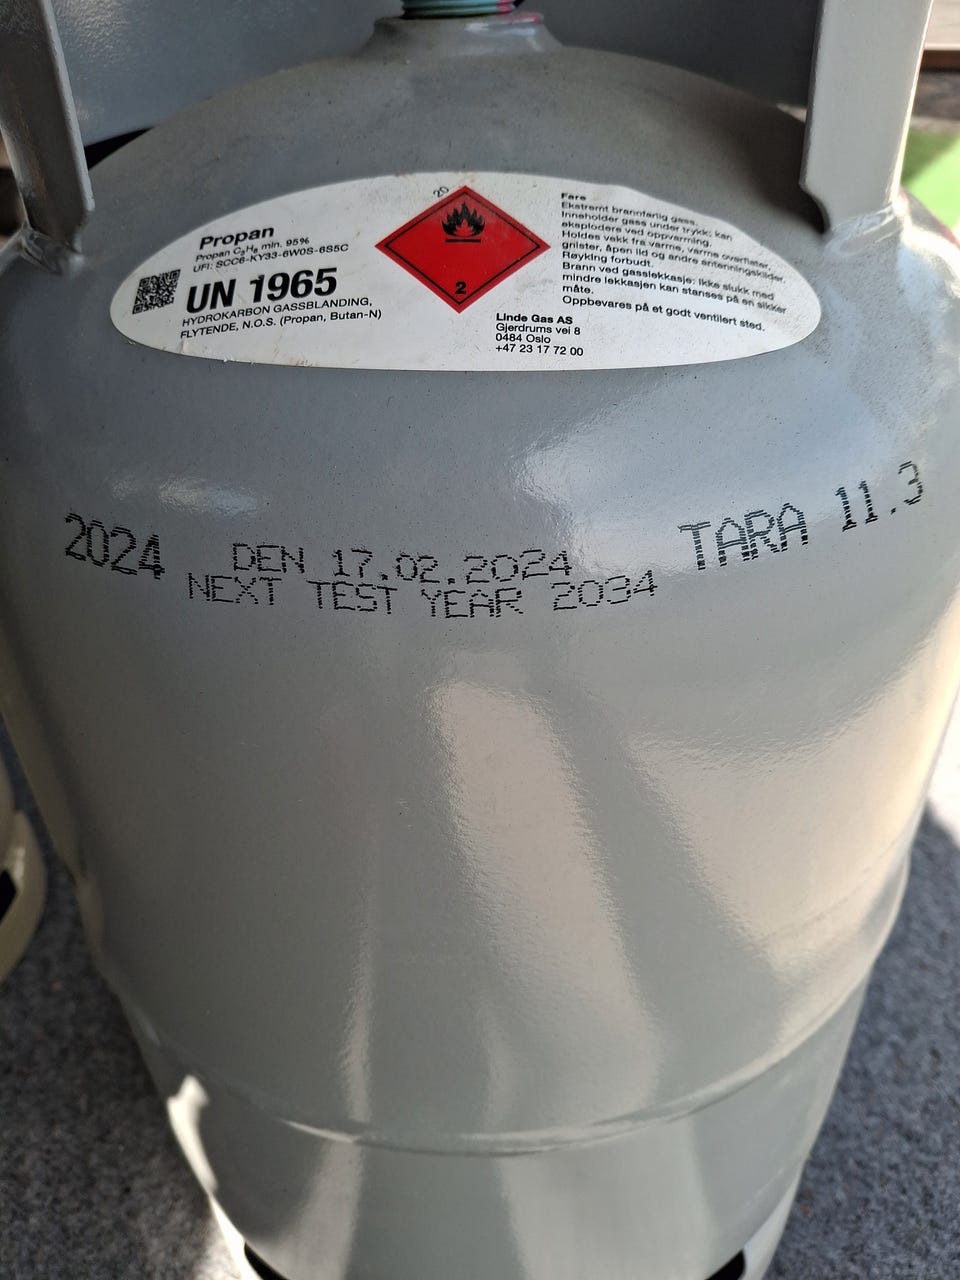 Propan
Propan C₃H₈ min. 95%
UFI: SCC6-KY33-6W0S-6S5C
UN 1965
HYDROKARBON GASSBLANDING,
FLYTENDE, N.O.S. (Propan, Butan-N)
20
2
Linde Gas AS
Gjerdrums vei 8
0484 Oslo
+47 23 17 72 00
Fare
Ekstremt brannfarlig gass.
Inneholder gass under trykk; kan
eksplodere ved oppvarming.
Holdes vekk fra varme, varme overflater,
gnister, åpen ild og andre antenningskilder.
Røyking forbudt.
Brann ved gasslekkasje: Ikke slukk med
mindre lekkasjen kan stanses på en sikker
måte.
Oppbevares på et godt ventilert sted.
2024
DEN 17.02.2024
NEXT TEST YEAR 2034
TARA 11.3